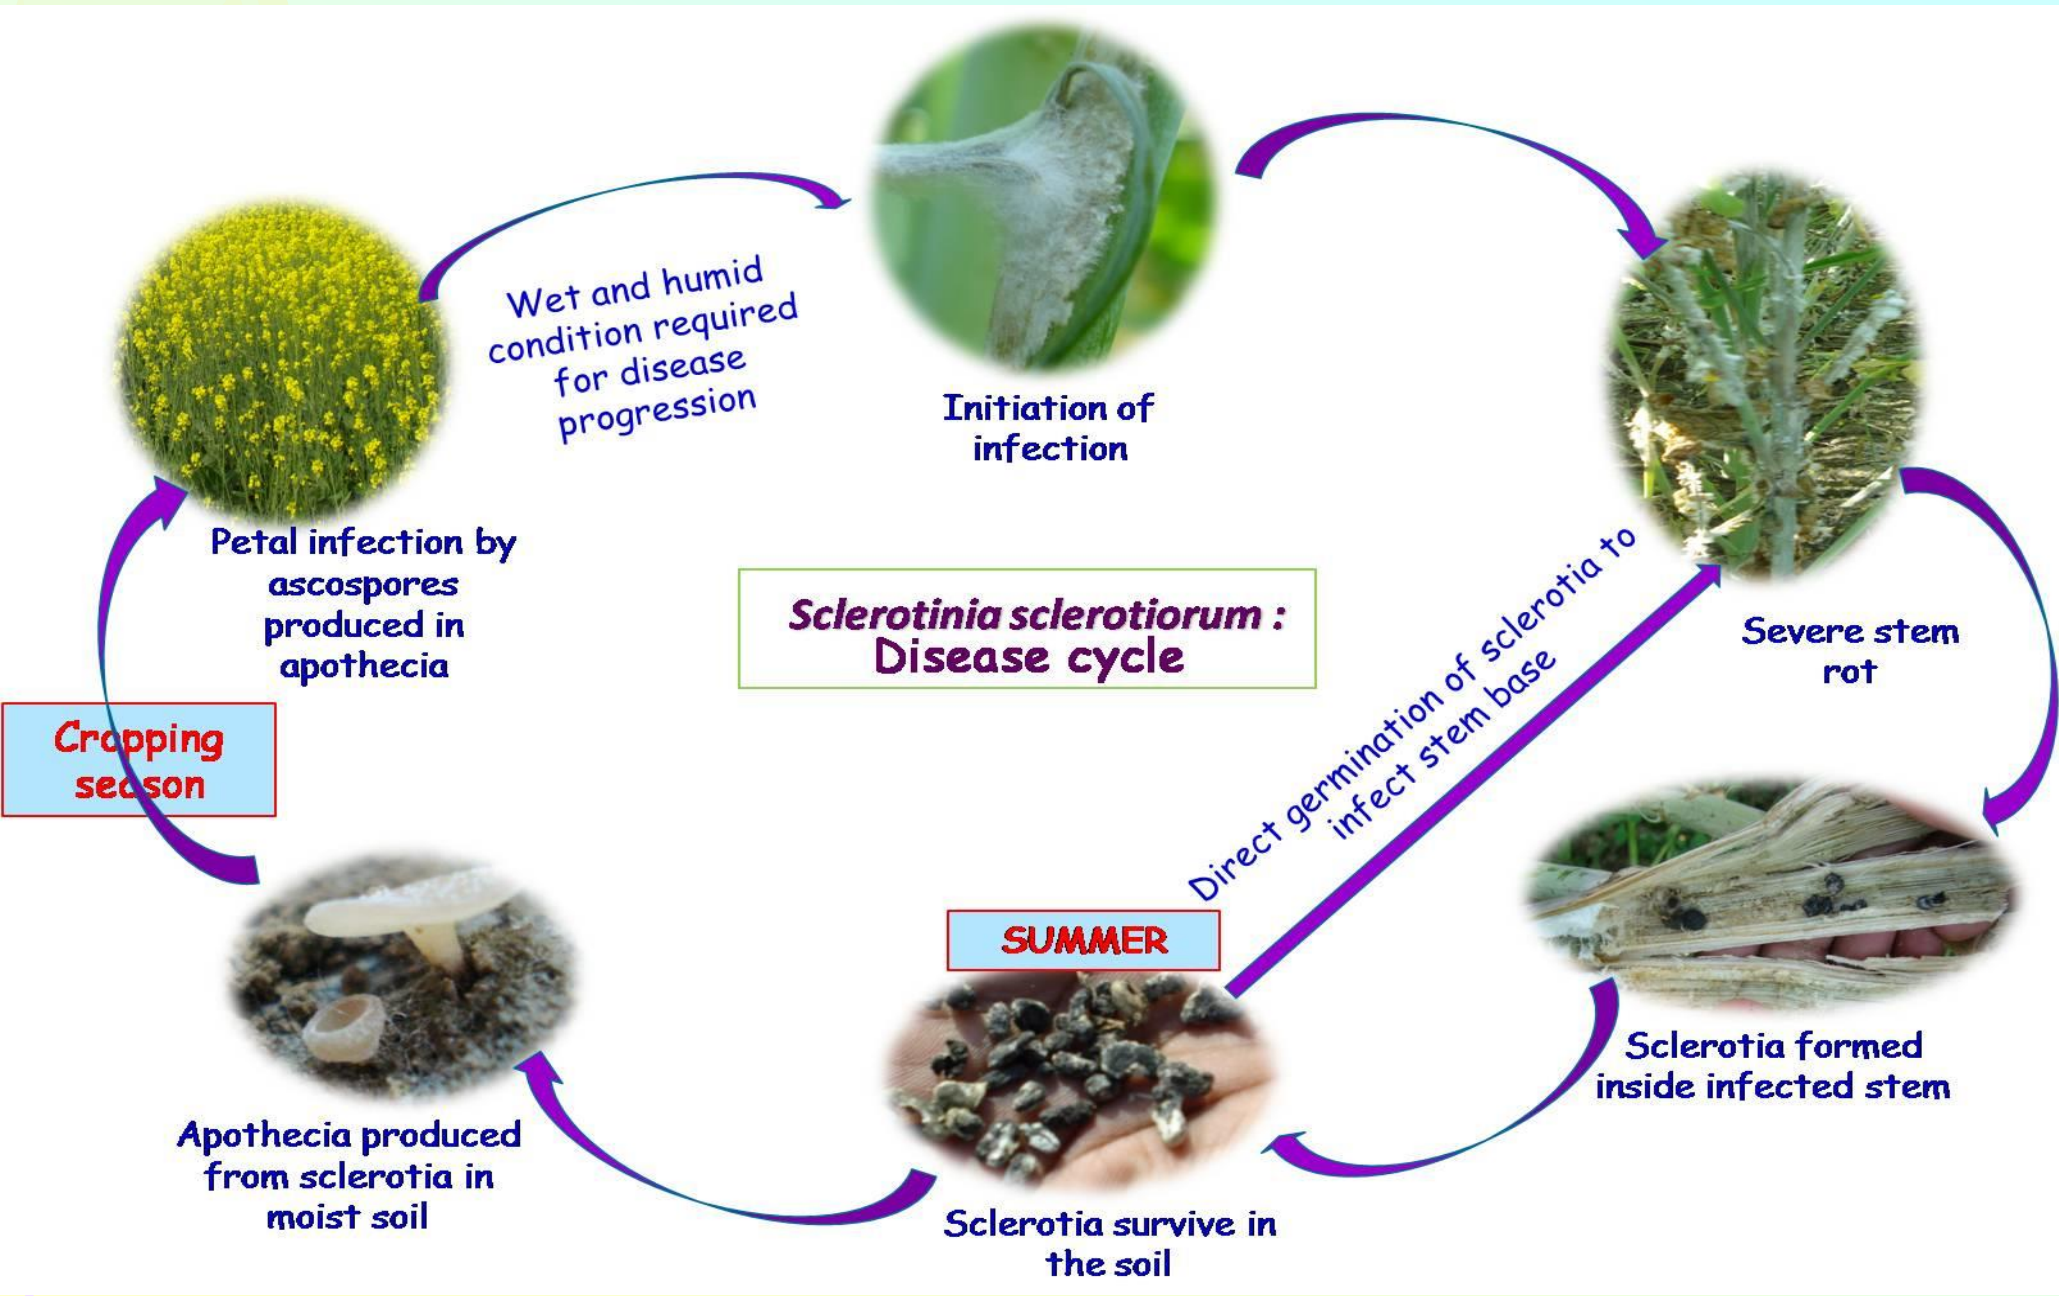 Wet and humid
condition required
for disease
progression
Initiation of
infection
Petal infection by
ascospores
produced in
apothecia
Sclerotinia sclerotiorum :
Disease cycle
Direct germination of sclerotia to
infect stem base
Severe stem
rot
Cropping
season
SUMMER
Sclerotia formed
inside infected stem
Apothecia produced
from sclerotia in
moist soil
Sclerotia survive in
the soil